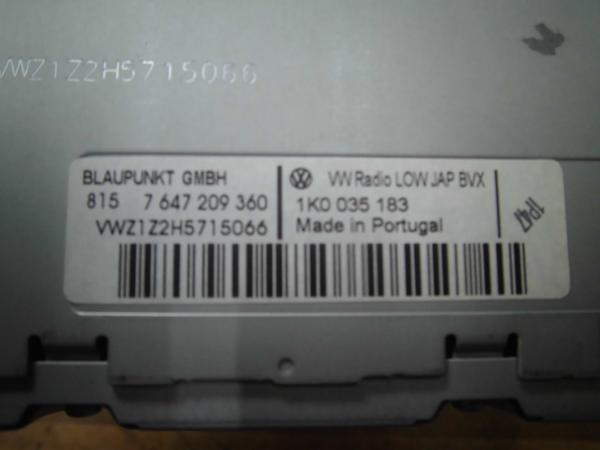 VWZ1Z2H5715066
BLAUPUNKT GMBH
815 7 647 209 360
VWZ1Z2H5715066
VW Radio LOW JAP BVX
1K0 035 183
Made in Portugal